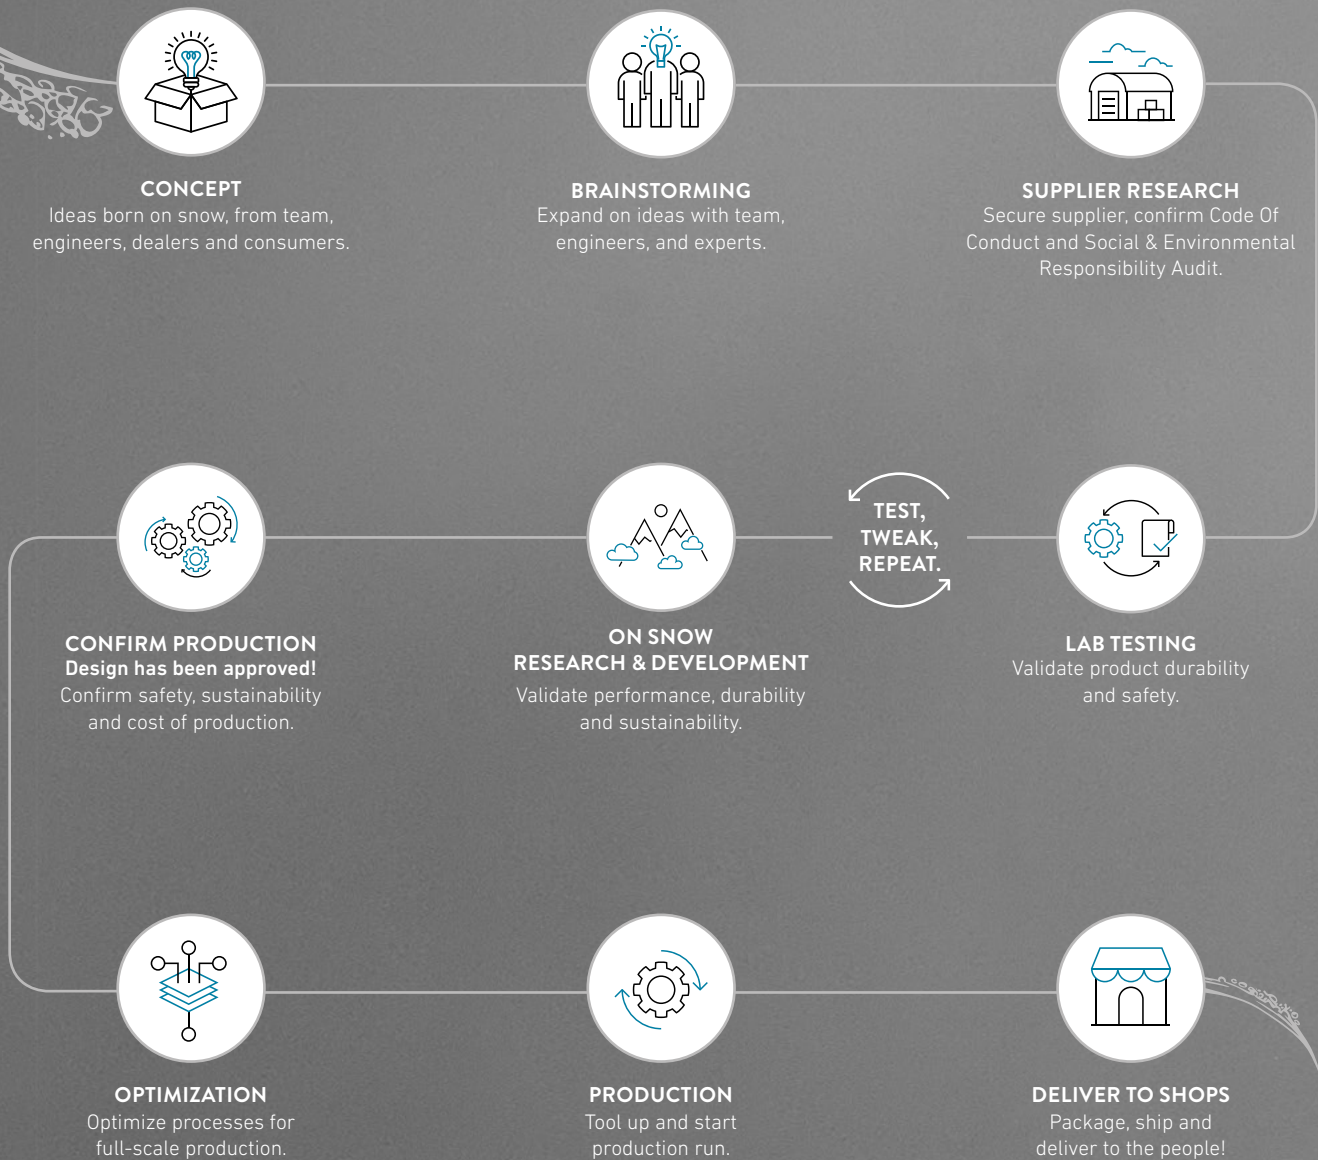 CONCEPT
Ideas born on snow, from team,
engineers, dealers and consumers.
BRAINSTORMING
Expand on ideas with team,
engineers, and experts.
SUPPLIER RESEARCH
Secure supplier, confirm Code Of
Conduct and Social & Environmental
Responsibility Audit.
LAB TESTING
Validate product durability
and safety.
TEST,
TWEAK,
REPEAT.
ON SNOW
RESEARCH & DEVELOPMENT
Validate performance, durability
and sustainability.
CONFIRM PRODUCTION
Design has been approved!
Confirm safety, sustainability
and cost of production.
OPTIMIZATION
Optimize processes for
full-scale production.
PRODUCTION
Tool up and start
production run.
DELIVER TO SHOPS
Package, ship and
deliver to the people!